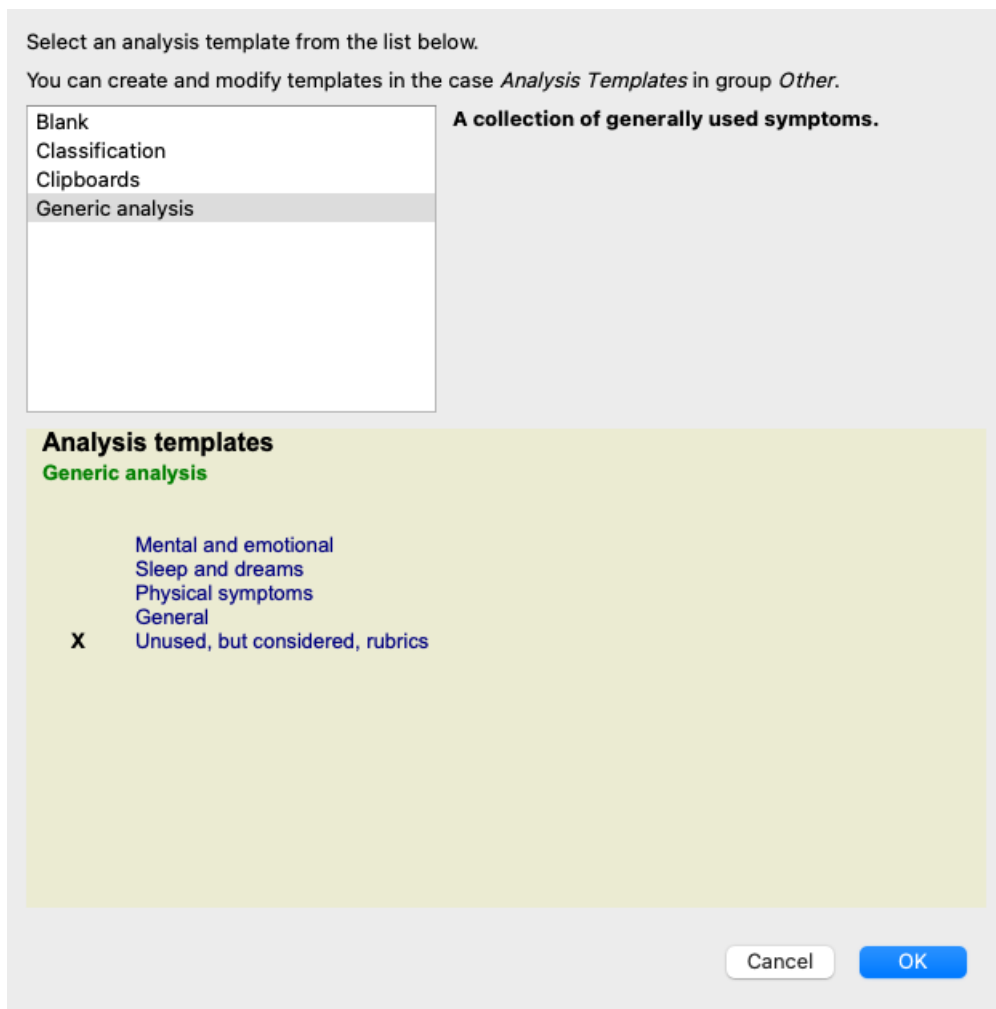 Select an analysis template from the list below.
You can create and modify templates in the case Analysis Templates in group Other.
Blank
Classification
Clipboards
Generic analysis
A collection of generally used symptoms.
Analysis templates
Generic analysis
Mental and emotional
Sleep and dreams
Physical symptoms
General
X Unused, but considered, rubrics
Cancel OK